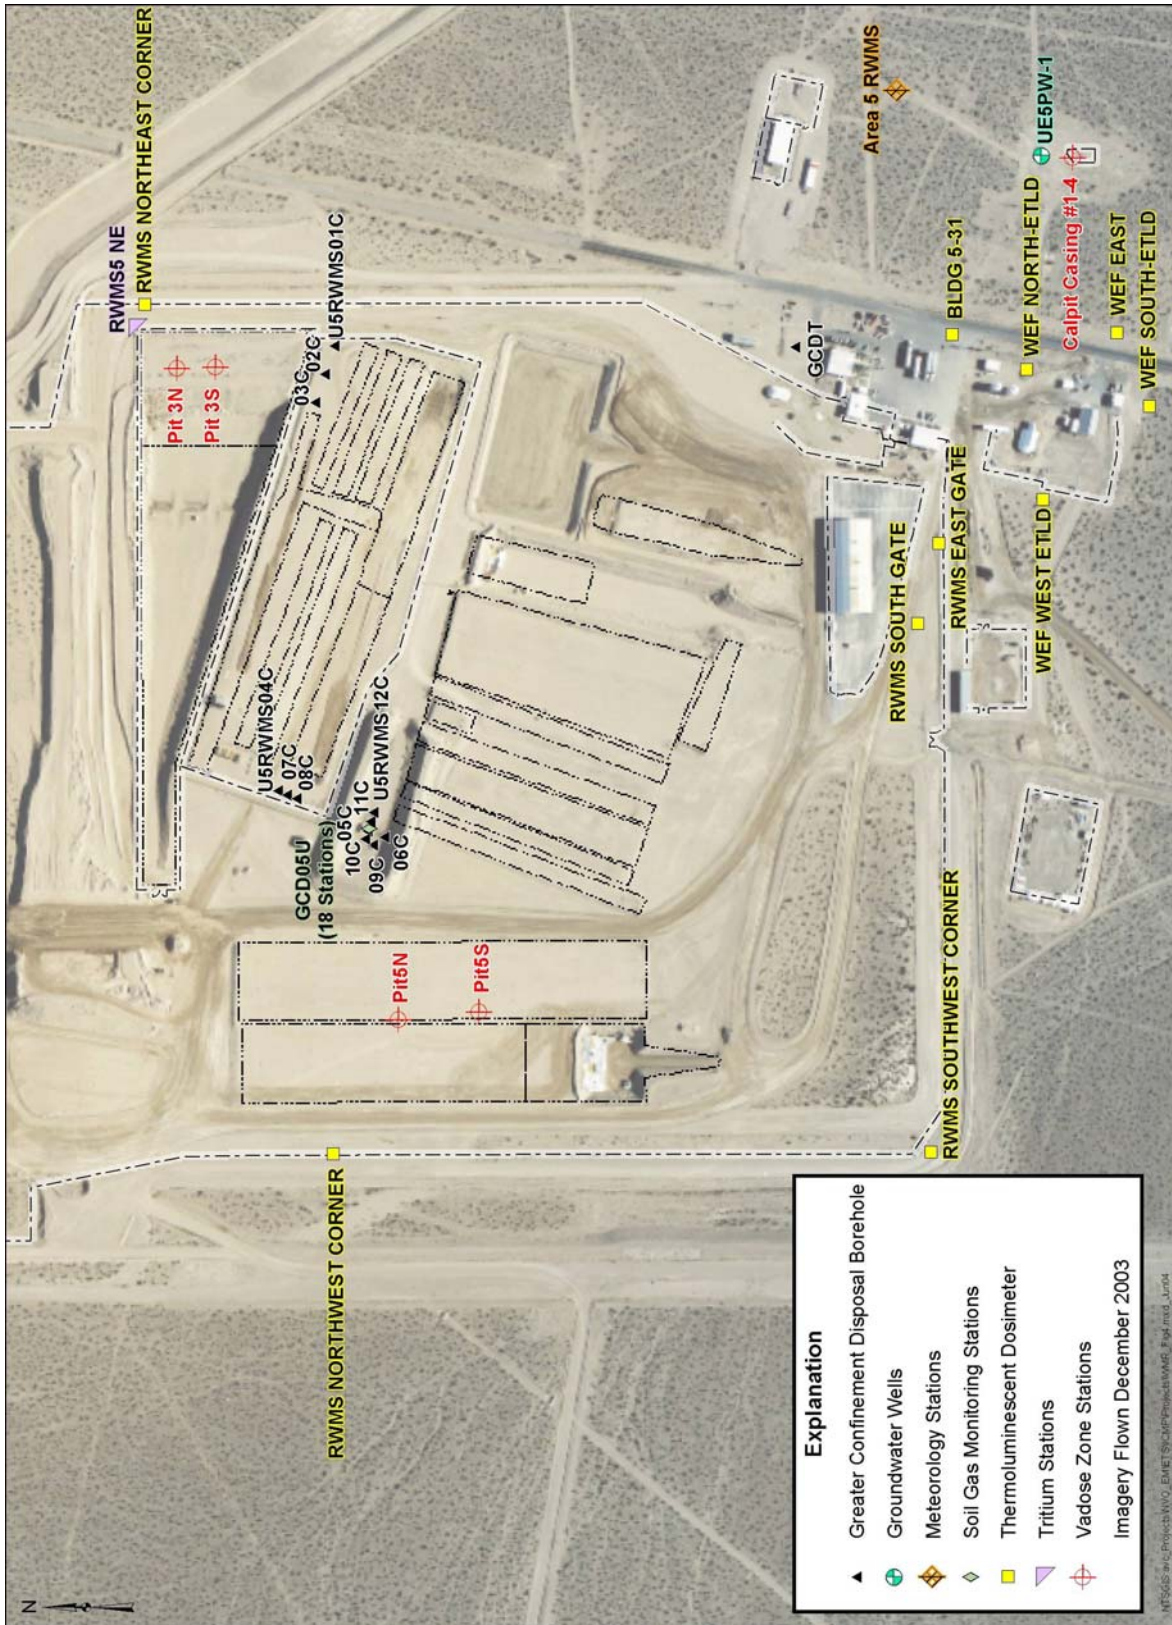 N
RWMS5 NE
RWMS NORTHEAST CORNER
Pit 3N
Pit 3S
03C
02C
U5RWMS01C
U5RWMS04C
07C
08C
GCD05U
(18 Stations)
10C
05C
11C
U5RWMS12C
09C
06C
Pit5N
Pit5S
RWMS NORTHWEST CORNER
GCDT
Area 5 RWMS
RWMS SOUTH GATE
RWMS EAST GATE
BLDG 5-31
RWMS SOUTHWEST CORNER
WEF NORTH-ETLD
UE5PW-1
Calpit Casing #1-4
WEF WEST ETLD
WEF EAST
WEF SOUTH-ETLD
Explanation
Greater Confinement Disposal Borehole
Groundwater Wells
Meteorology Stations
Soil Gas Monitoring Stations
Thermoluminescent Dosimeter
Tritium Stations
Vadose Zone Stations
Imagery Flown December 2003